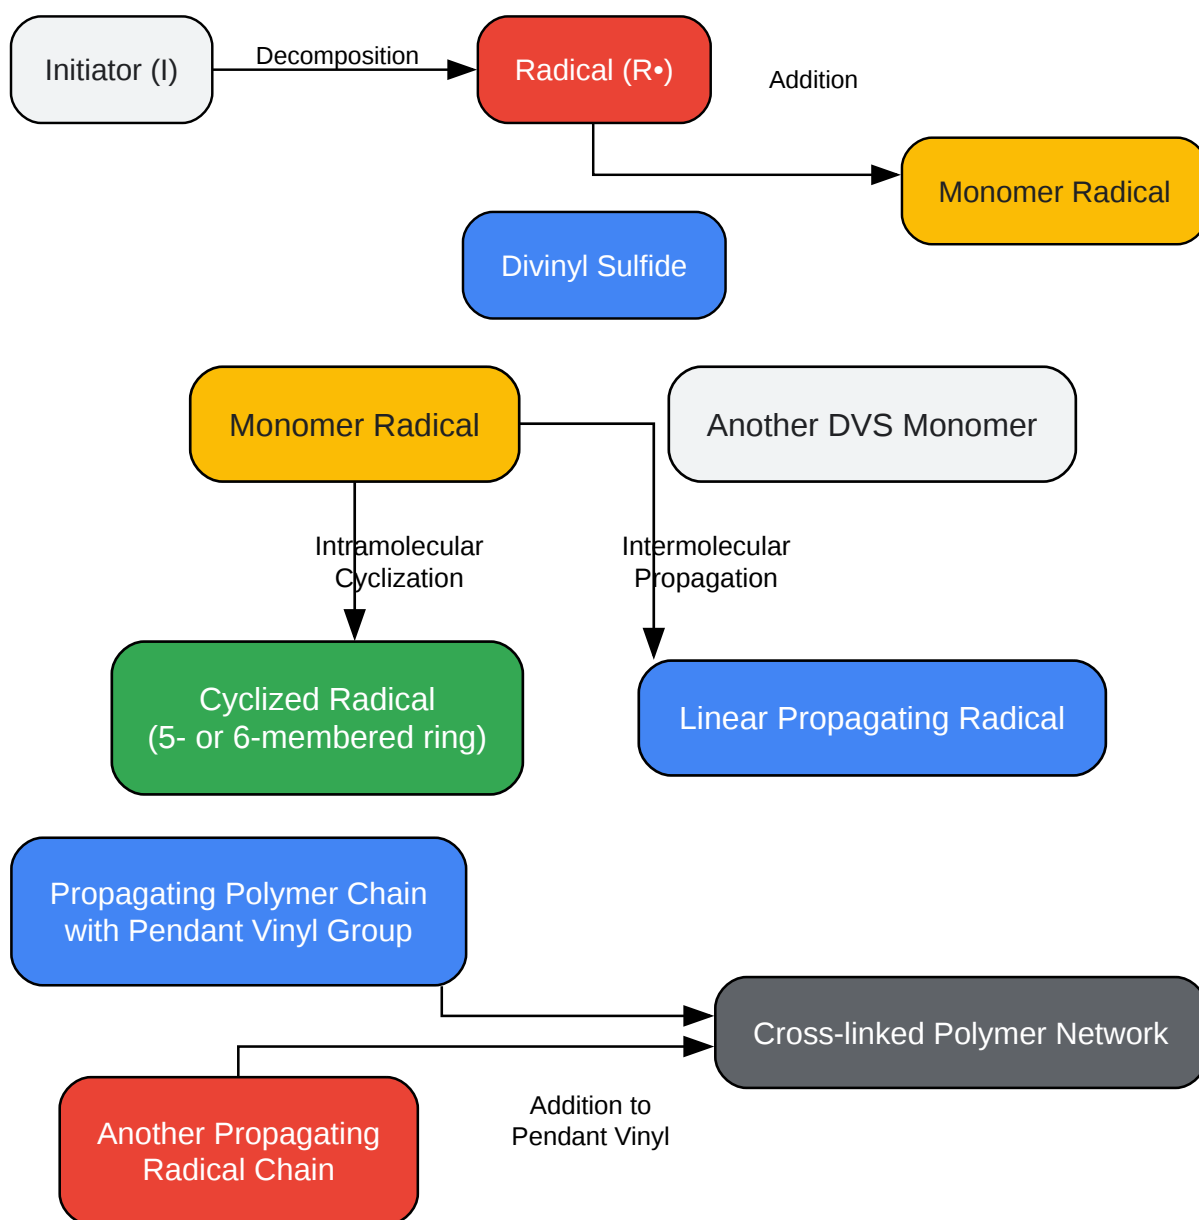 Initiator (I)
Decomposition
Radical (R•)
Addition
Monomer Radical
Divinyl Sulfide
Monomer Radical
Another DVS Monomer
Intramolecular
Cyclization
Intermolecular
Propagation
Cyclized Radical
(5- or 6-membered ring)
Linear Propagating Radical
Propagating Polymer Chain
with Pendant Vinyl Group
Cross-linked Polymer Network
Another Propagating
Radical Chain
Addition to
Pendant Vinyl